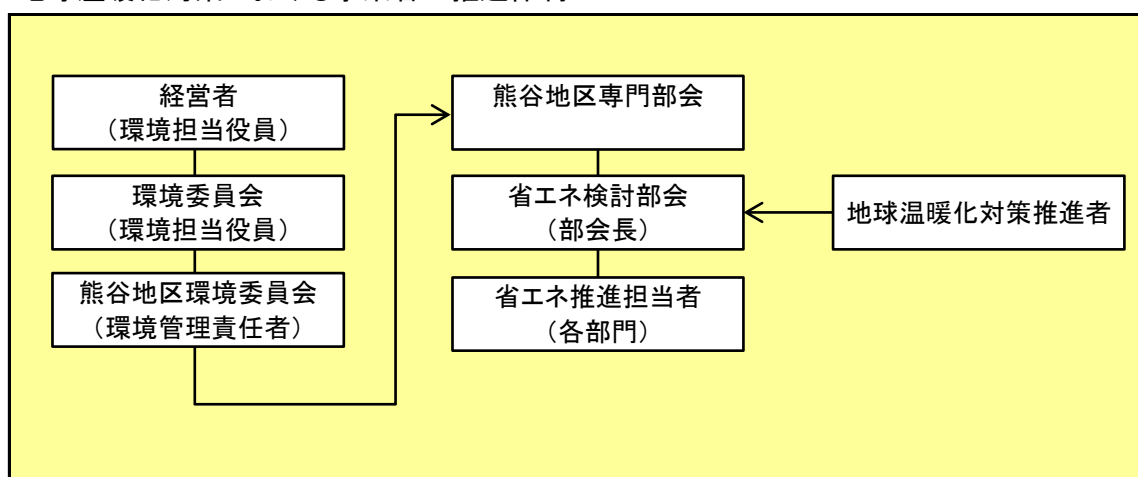 経営者
（環境担当役員）
環境委員会
（環境担当役員）
熊谷地区環境委員会
（環境管理責任者）
熊谷地区専門部会
省エネ検討部会
（部会長）
省エネ推進担当者
（各部門）
地球温暖化対策推進者